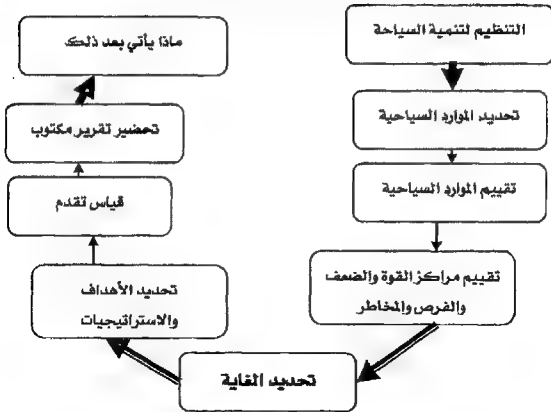 التنظيم لتنمية السياحة
تحديد الموارد السياحية
تقييم الموارد السياحية
تقييم مراكز القوة والضعف
والفرص والمخاطر
تحديد الغاية
تحديد الأهداف
والاستراتيجيات
قياس تقدم
تحضير تقرير مكتوب
ماذا يأتي بعد ذلك